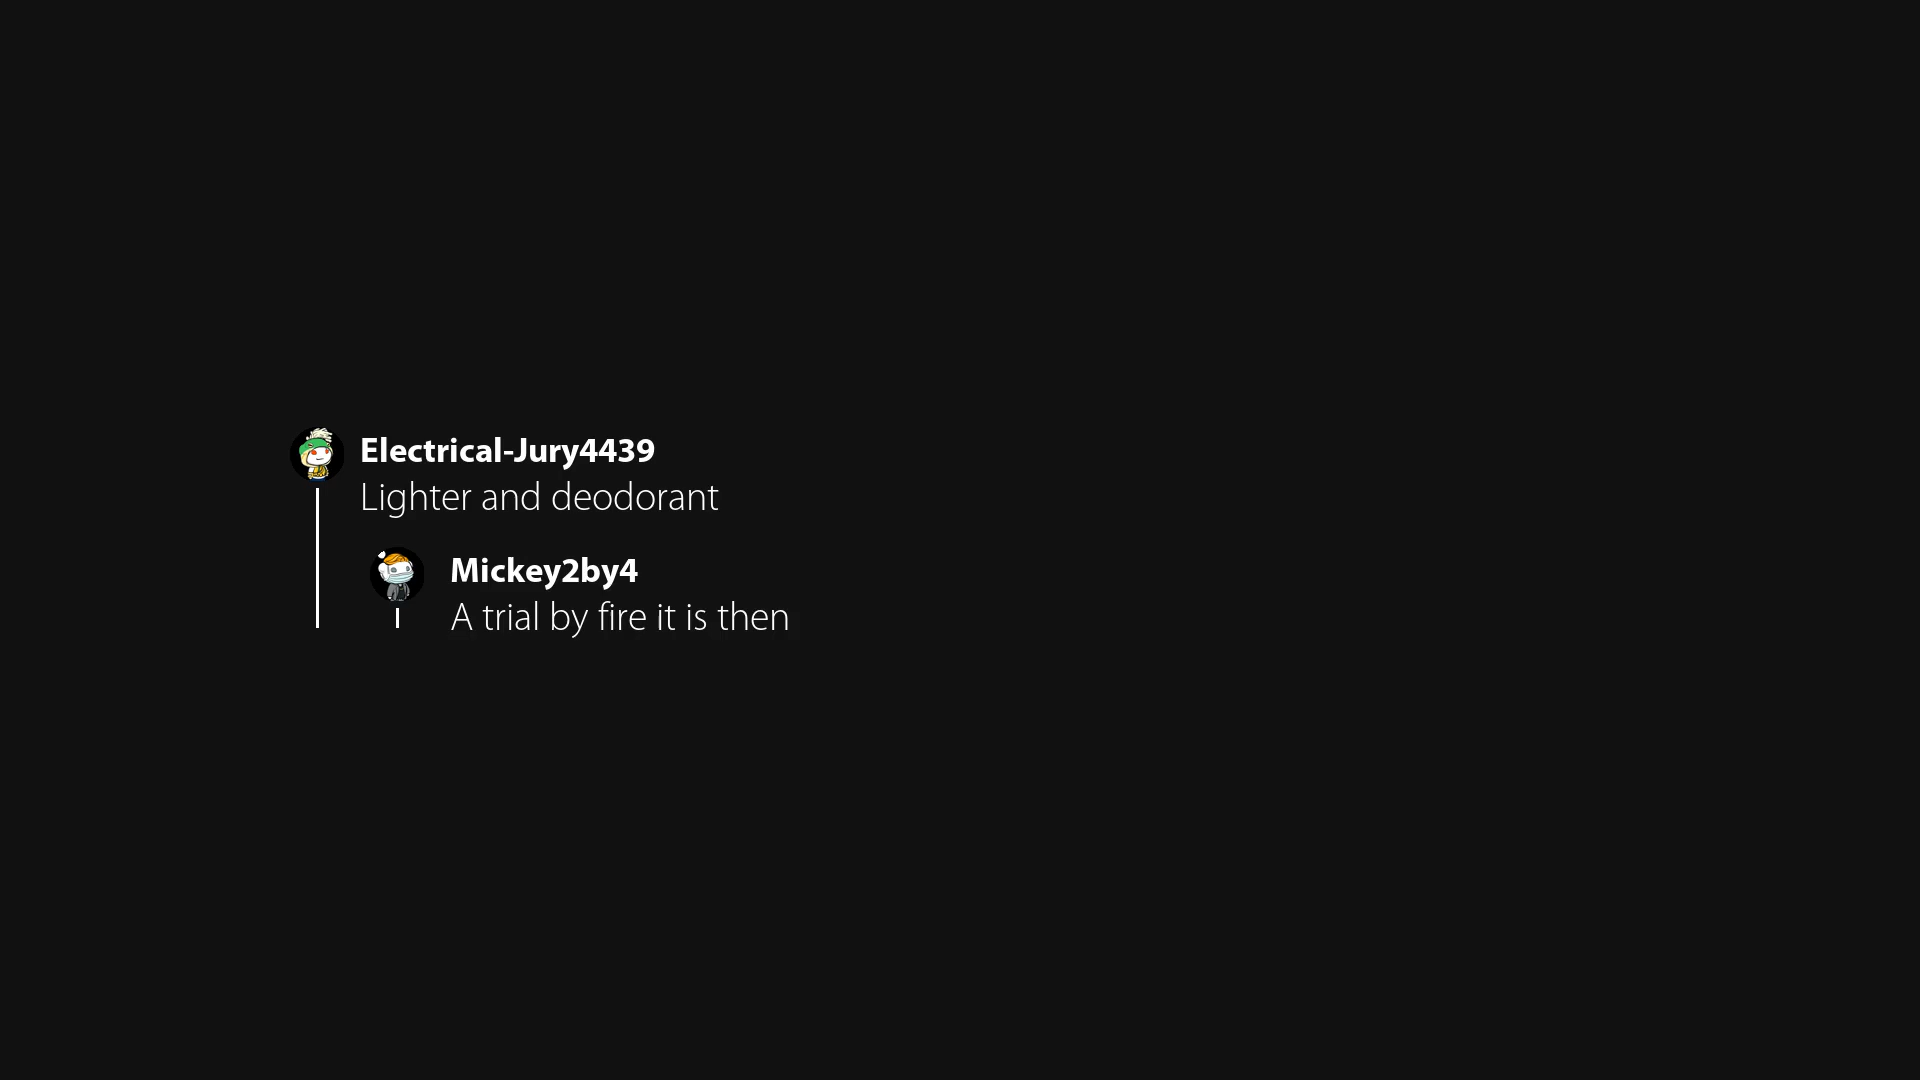 Electrical-Jury4439
Lighter and deodorant
Mickey2by4
A trial by fire it is then